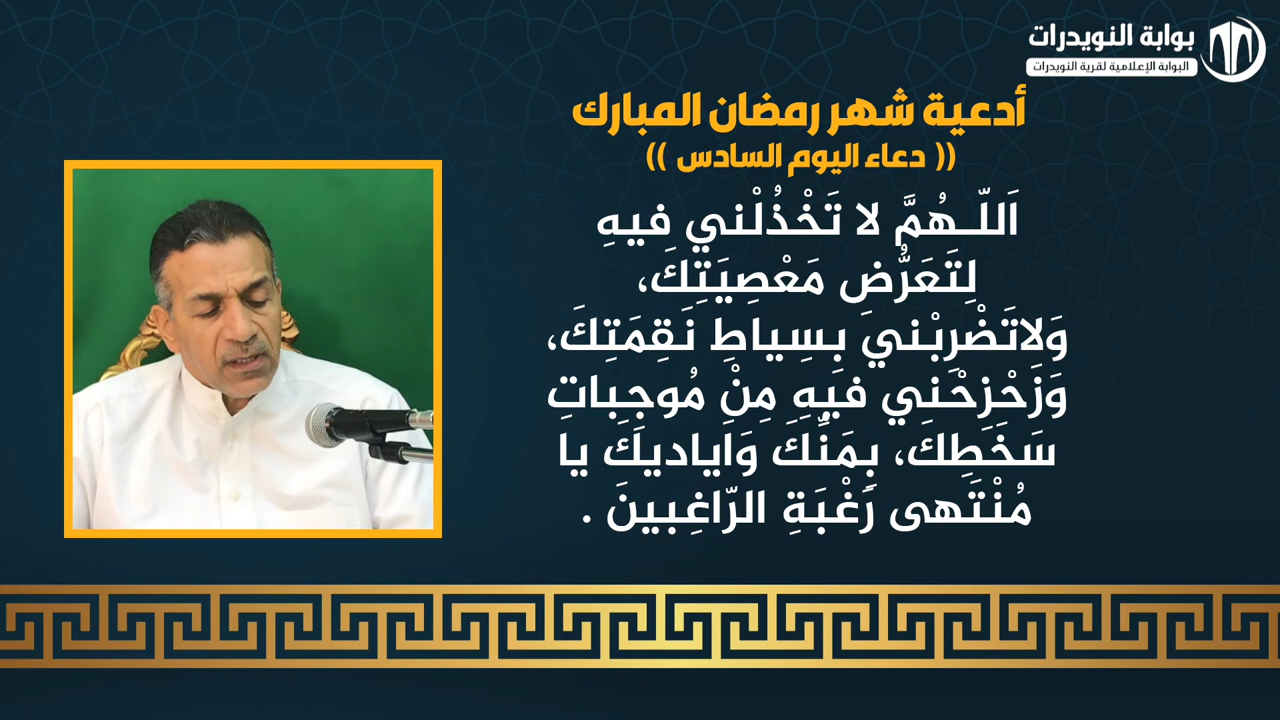 بوابة النويدرات
البوابة الإعلامية لقرية النويدرات
أدعية شهر رمضان المبارك
(( دعاء اليوم السادس ))
اَللّـهُمَّ لا تَخْذُلْني فيهِ
لِتَعَرُّضِ مَعْصِيَتِكَ،
وَلاتَضْرِبْني بِسِياطِ نَقِمَتِكَ،
وَزَحْزِحْني فيهِ مِنْ مُوجِباتِ
سَخَطِكَ، بِمَنِّكَ وَاَياديكَ يا
مُنْتَهى رَغْبَةِ الرّاغِبينَ .